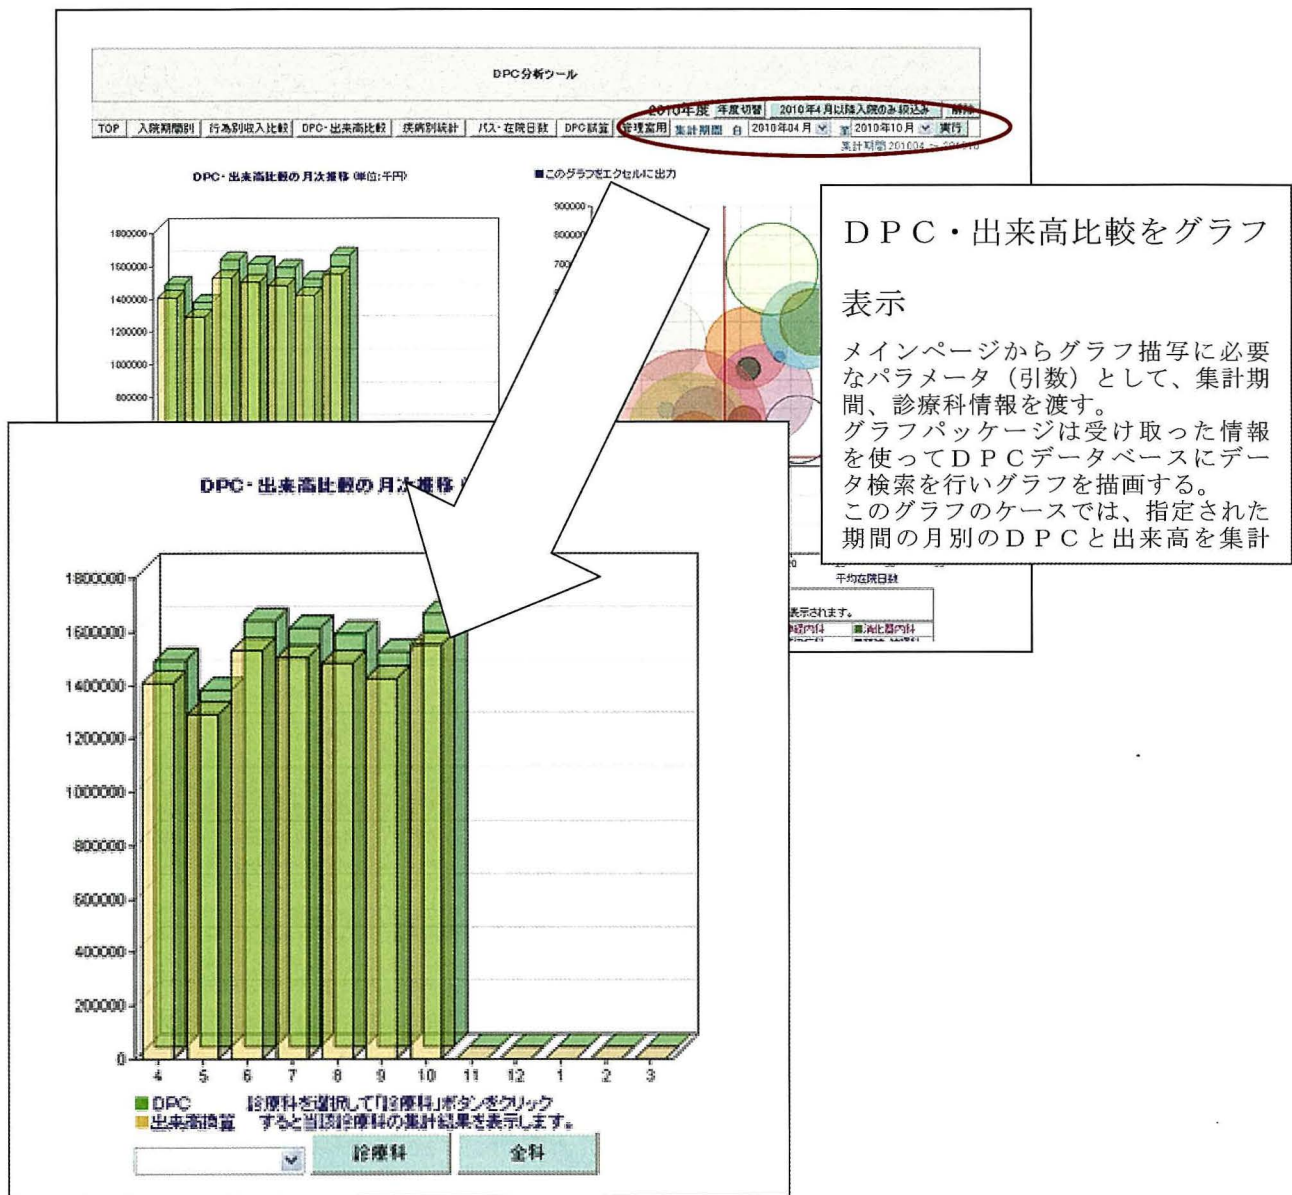 DPC分析ツール
2010年度 年度切替 2010年4月以降入院のみ絞込み 解除
TOP 入院期間別 行為別収入比較 DPC・出来高比較 疾病別統計 パス・在院日数 DPC試算 管理室用 集計期間 自 2010年04月 至 2010年10月 実行
集計期間 201004
DPC・出来高比較の月次推移 (単位:千円)
■このグラフをエクセルに出力
1800000
1600000
1400000
1200000
1000000
800000
900000
800000
平均在院日数
表示されます。
■消化器内科
DPC・出来高比較をグラフ
表示
メインページからグラフ描写に必要
なパラメータ(引数)として、集計期
間、診療科情報を渡す。
グラフパッケージは受け取った情報
を使ってDPCデータベースにデー
タ検索を行いグラフを描画する。
このグラフのケースでは、指定された
期間の月別のDPCと出来高を集計
DPC・出来高比較の月次推移
1800000
1600000
1400000
1200000
1000000
800000
600000
400000
200000
0
4 5 6 7 8 9 10 11 12 1 2 3
■DPC 診療科を選択して「診療科」ボタンをクリック
■出来高換算 すると当該診療科の集計結果を表示します。
診療科 全科